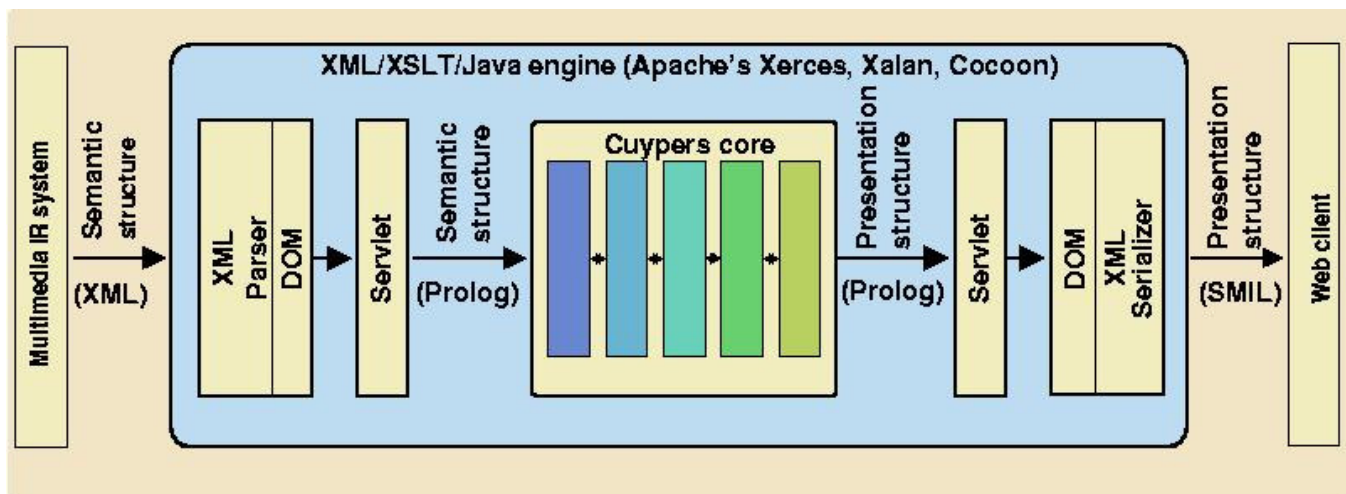 XML/XSLT/Java engine (Apache's Xerces, Xalan, Cocoon)
Multimedia IR system
Semantic
structure
(XML)
XML
Parser
DOM
Servlet
Semantic
structure
(Prolog)
Cuypers core
Presentation
structure
(Prolog)
Servlet
DOM
XML
Serializer
Presentation
structure
(SMIL)
Web client